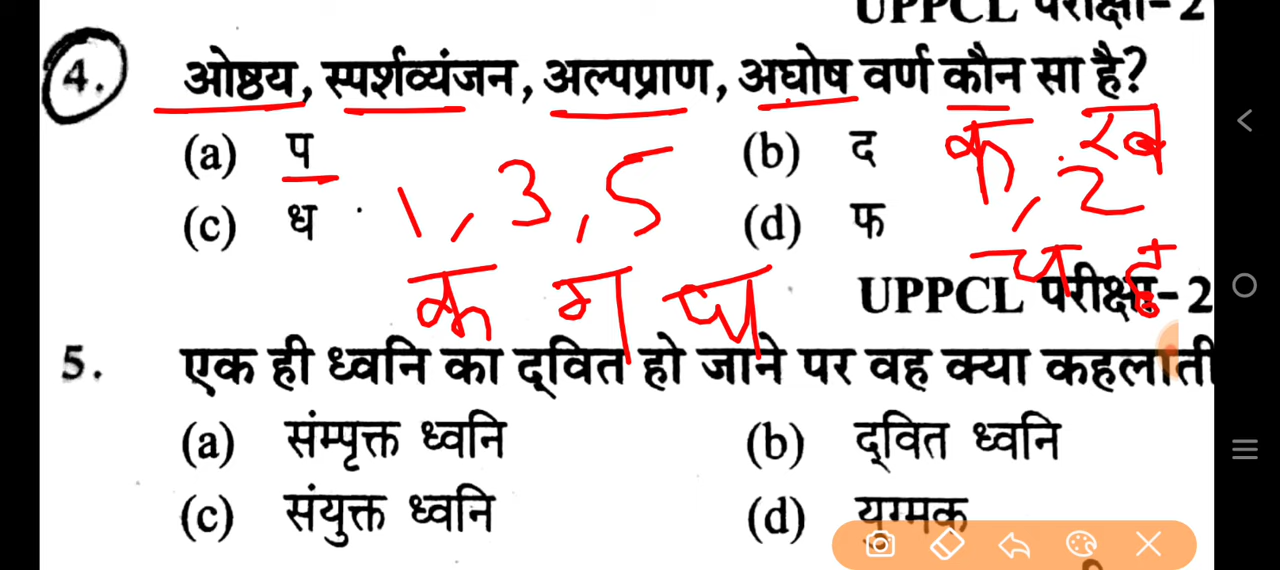 UPPCL परीक्षा-2
4. ओष्ठय, स्पर्शव्यंजन, अल्पप्राण, अघोष वर्ण कौन सा है?
(a) प (b) द
क ख
1, 3, 5 , 2
(c) ध (d) फ
क ग
UPPCL परीक्षा-2
5. एक ही ध्वनि का द्वित हो जाने पर वह क्या कहलाती
(a) संम्पृक्त ध्वनि (b) द्वित ध्वनि
(c) संयुक्त ध्वनि (d) युग्मक